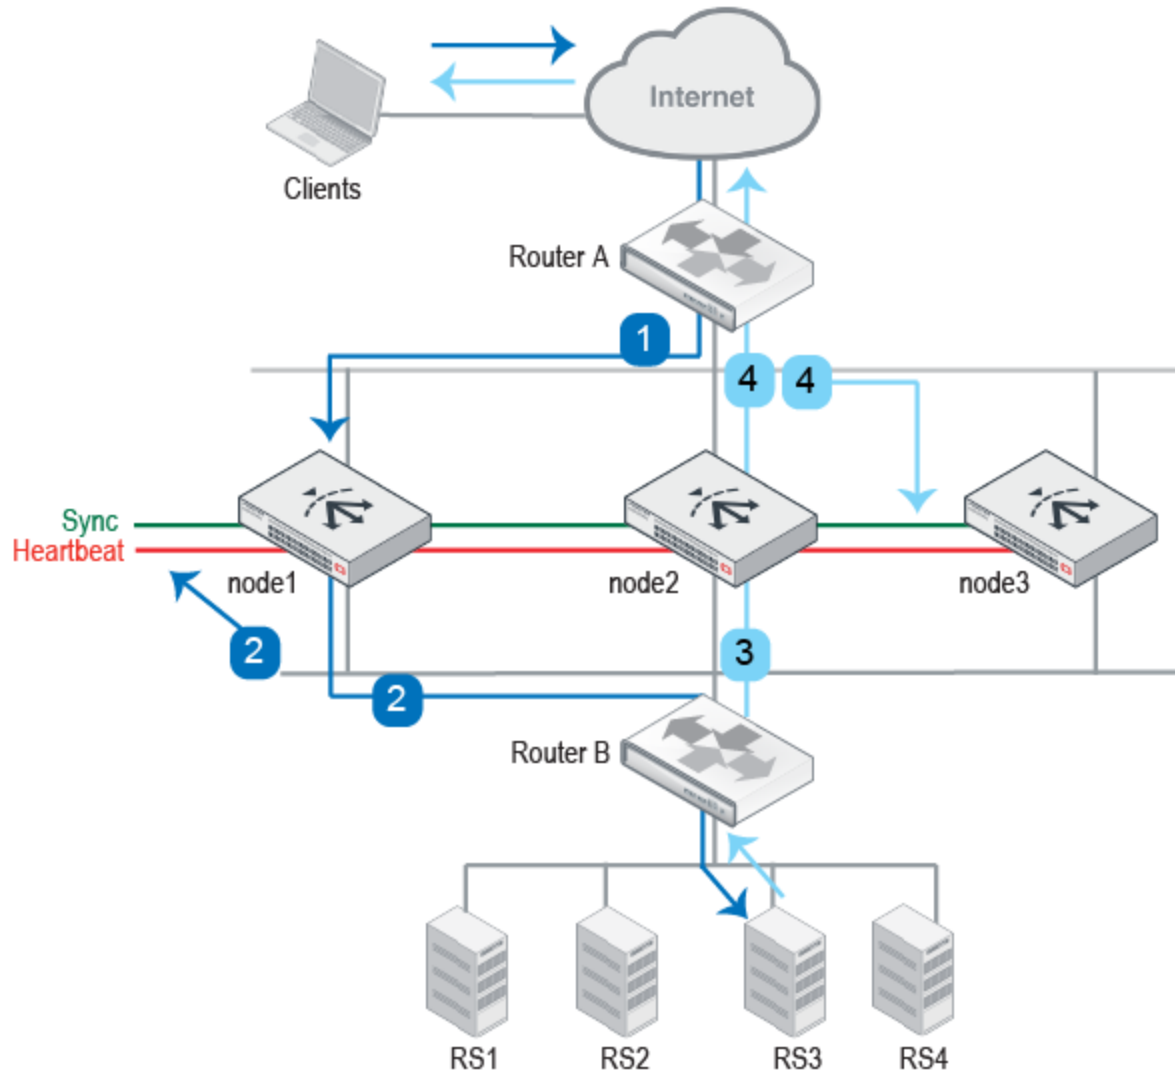 Internet
Clients
Router A
1
4
4
Sync
Heartbeat
node1
node2
node3
2
3
2
Router B
RS1
RS2
RS3
RS4